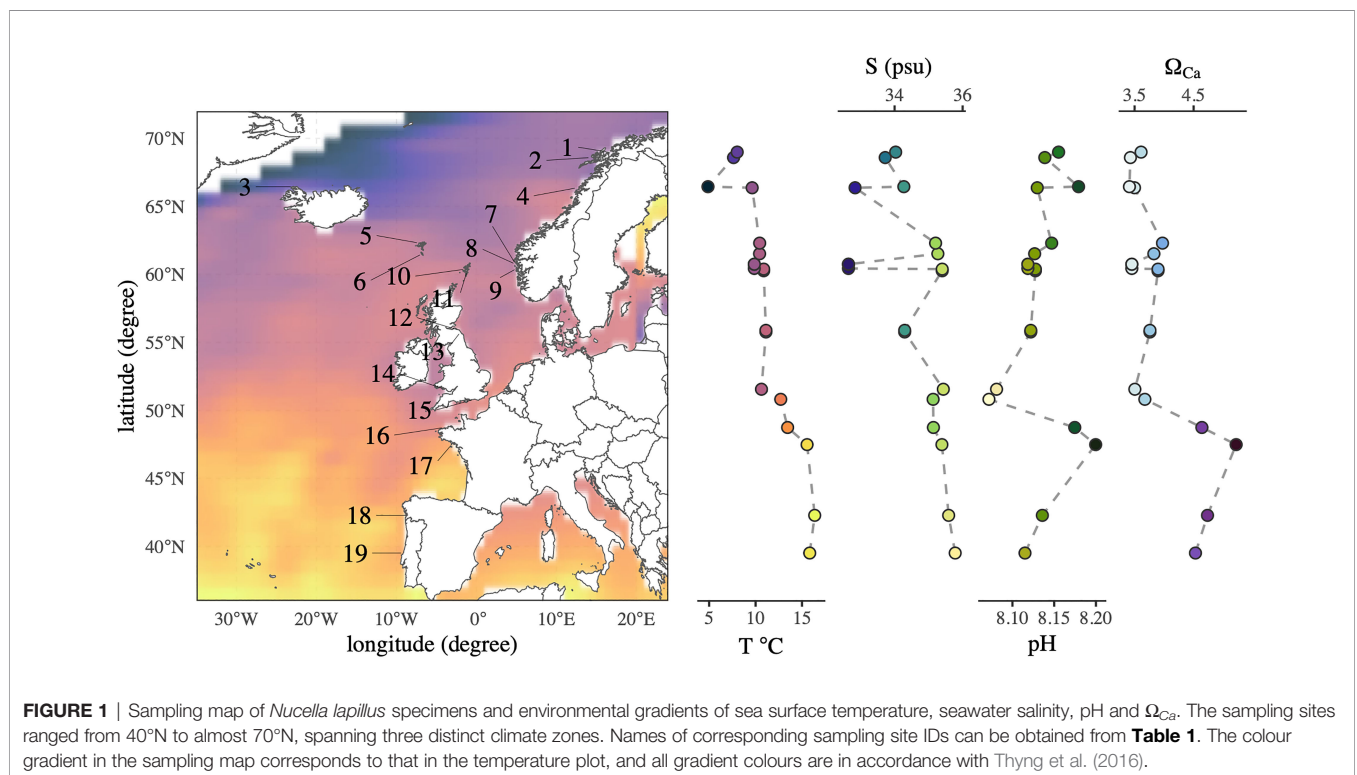 S (psu)
34 36
Ω_Ca
3.5 4.5
70°N
65°N
60°N
55°N
50°N
45°N
40°N
latitude (degree)
1
2
3
4
5
6
7
8
9
10
11
12
13
14
15
16
17
18
19
30°W 20°W 10°W 0° 10°E 20°E
longitude (degree)
5 10 15
T °C
8.10 8.15 8.20
pH
FIGURE 1 | Sampling map of Nucella lapillus specimens and environmental gradients of sea surface temperature, seawater salinity, pH and Ω_Ca. The sampling sites
ranged from 40°N to almost 70°N, spanning three distinct climate zones. Names of corresponding sampling site IDs can be obtained from Table 1. The colour
gradient in the sampling map corresponds to that in the temperature plot, and all gradient colours are in accordance with Thyng et al. (2016).